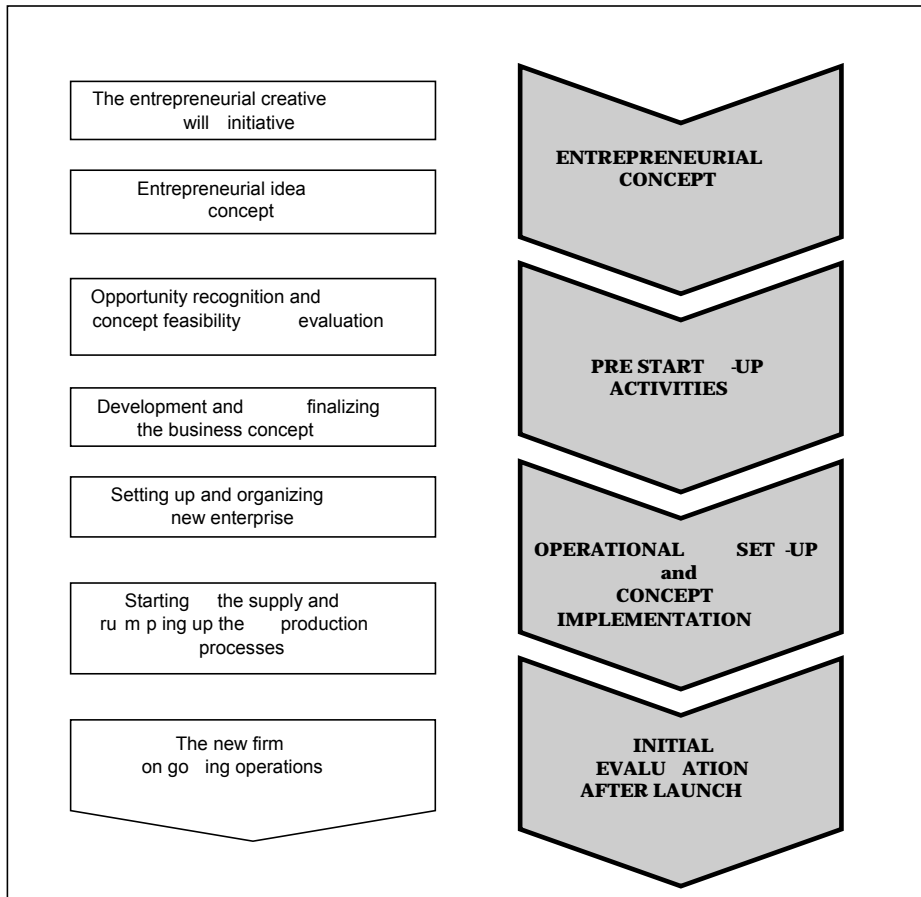 The entrepreneurial creative
will initiative
Entrepreneurial idea
concept
Opportunity recognition and
concept feasibility evaluation
Development and finalizing
the business concept
Setting up and organizing
new enterprise
Starting the supply and
ru m p ing up the production
processes
The new firm
on go ing operations
ENTREPRENEURIAL
CONCEPT
PRE START -UP
ACTIVITIES
OPERATIONAL SET -UP
and
CONCEPT
IMPLEMENTATION
INITIAL
EVALU ATION
AFTER LAUNCH